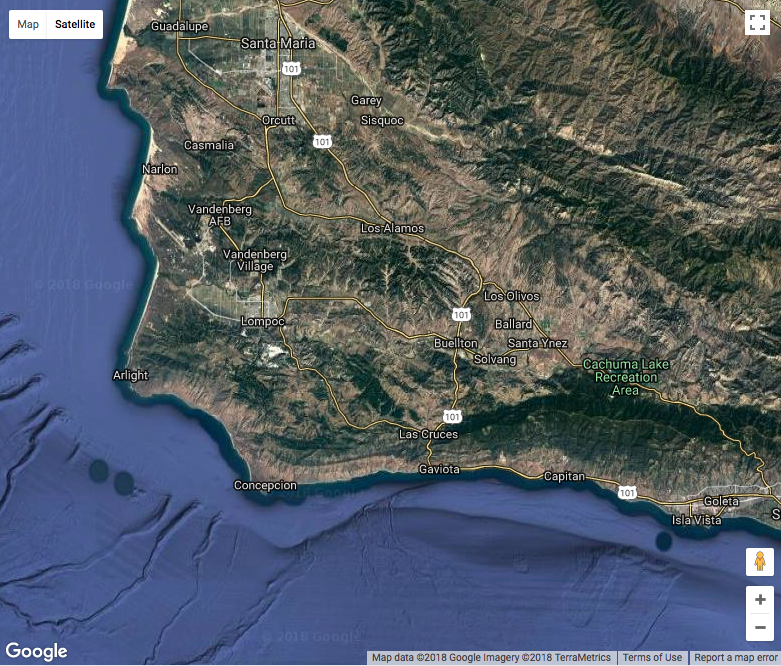 Map
Satellite
Guadalupe
Santa Maria
101
Garey
Sisquoc
Orcutt
101
Casmalia
Narlon
Vandenberg
AFB
Los Alamos
Vandenberg
Village
© 2018 Google
Los Olivos
101
Lompoc
Ballard
Buellton
Santa Ynez
Solvang
Cachuma Lake
Recreation
Area
Arlight
101
Las Cruces
Gaviota
Capitan
Concepcion
101
Goleta
S
Isla Vista
© 2018 Google
+
−
Google
Map data ©2018 Google Imagery ©2018 TerraMetrics
Terms of Use
Report a map error